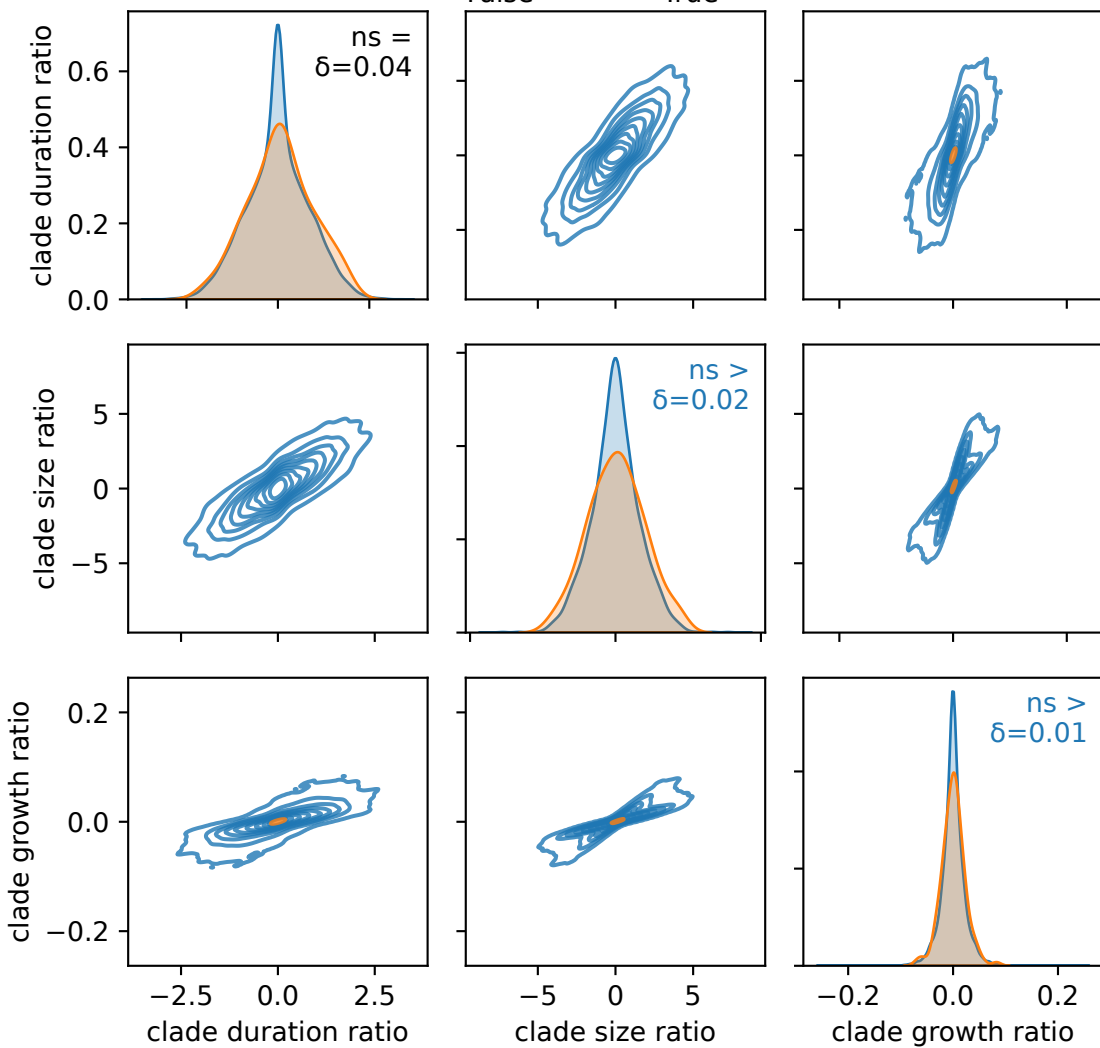 clade duration ratio
0.6
0.4
0.2
0.0
ns =
δ=0.04
clade size ratio
5
0
−5
ns >
δ=0.02
clade growth ratio
0.2
0.0
−0.2
ns >
δ=0.01
−2.5 0.0 2.5
−5 0 5
−0.2 0.0 0.2
clade duration ratio
clade size ratio
clade growth ratio